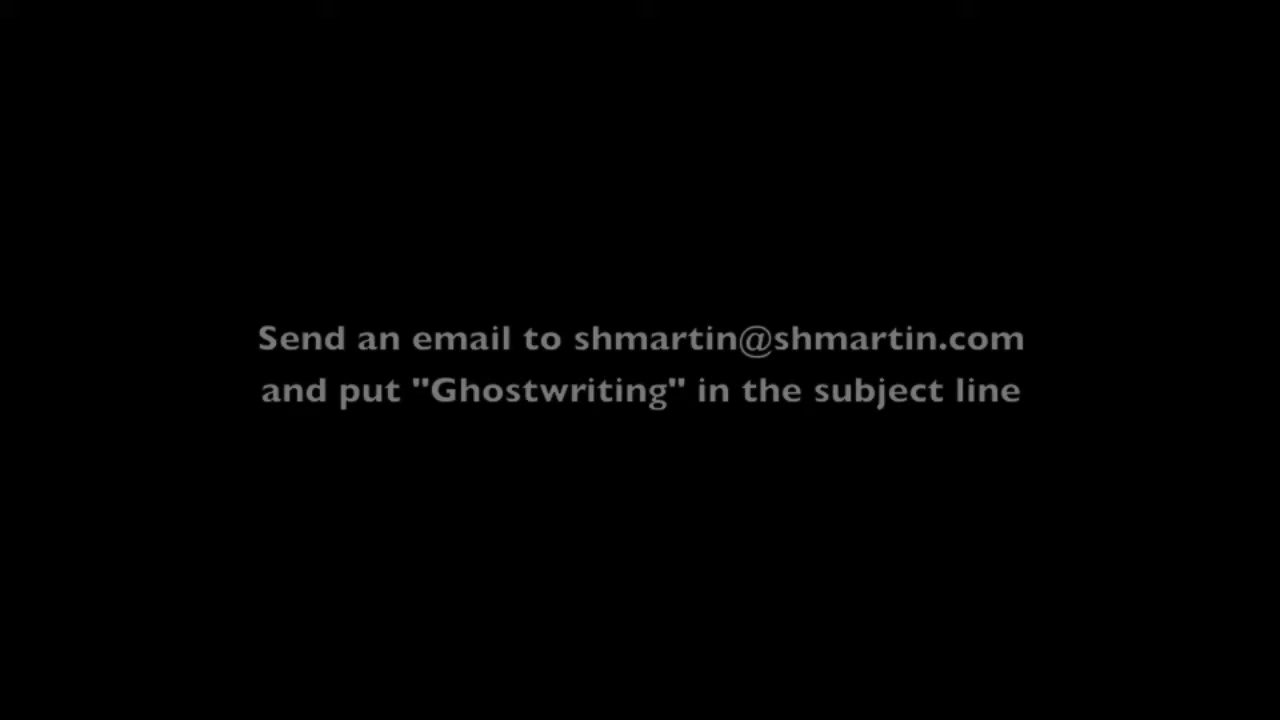 Send an email to shmartin@shmartin.com
and put "Ghostwriting" in the subject line